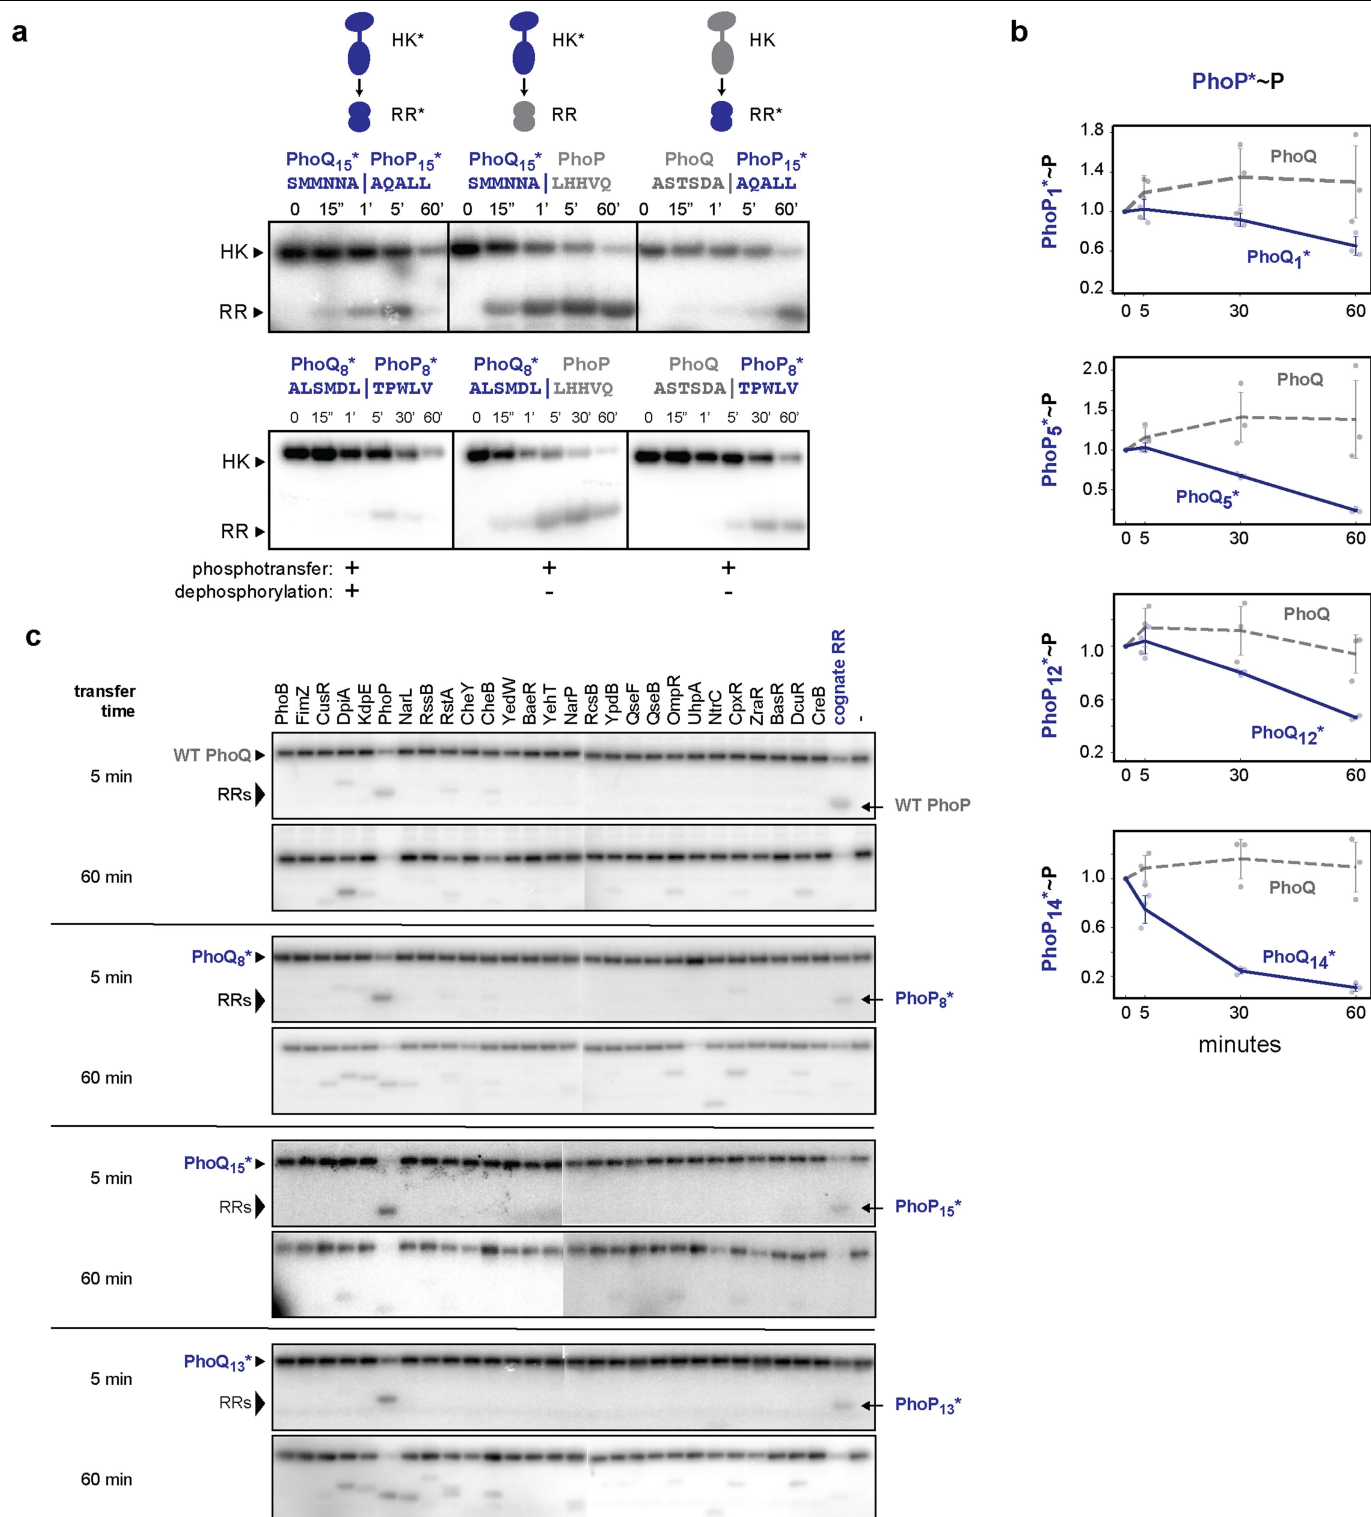 a
HK* HK* HK
RR* RR RR*
PhoQ15* PhoP15* PhoQ15* PhoP PhoQ PhoP15*
SMMNNA|AQALL SMMNNA|LHHVQ ASTSDA|AQALL
0 15" 1' 5' 60' 0 15" 1' 5' 60' 0 15" 1' 5' 60'
HK
RR
PhoQ8* PhoP8* PhoQ8* PhoP PhoQ PhoP8*
ALSMDL|TPWLV ALSMDL|LHHVQ ASTSDA|TPWLV
0 15" 1' 5' 30' 60' 0 15" 1' 5' 30' 60' 0 15" 1' 5' 30' 60'
HK
RR
phosphotransfer: + + +
dephosphorylation: + - -
b
PhoP*~P
PhoP1*~P
1.8
1.4
1.0
0.6
0.2
PhoQ
PhoQ1*
0 5 30 60
PhoP5*~P
2.0
1.5
1.0
0.5
PhoQ
PhoQ5*
0 5 30 60
PhoP12*~P
1.0
0.6
0.2
PhoQ
PhoQ12*
0 5 30 60
PhoP14*~P
1.0
0.6
0.2
PhoQ
PhoQ14*
0 5 30 60
minutes
c
transfer
time
PhoB FimZ CusR DpiA KdpE PhoP NarL RssB RstA CheY CheB YedW BaeR YehT NarP RcsB YpdB QseF QseB OmpR UhpA NtrC CpxR ZraR BasR DcuR CreB cognate RR -
5 min WT PhoQ
RRs WT PhoP
60 min
5 min PhoQ8*
RRs PhoP8*
60 min
5 min PhoQ15*
RRs PhoP15*
60 min
5 min PhoQ13*
RRs PhoP13*
60 min